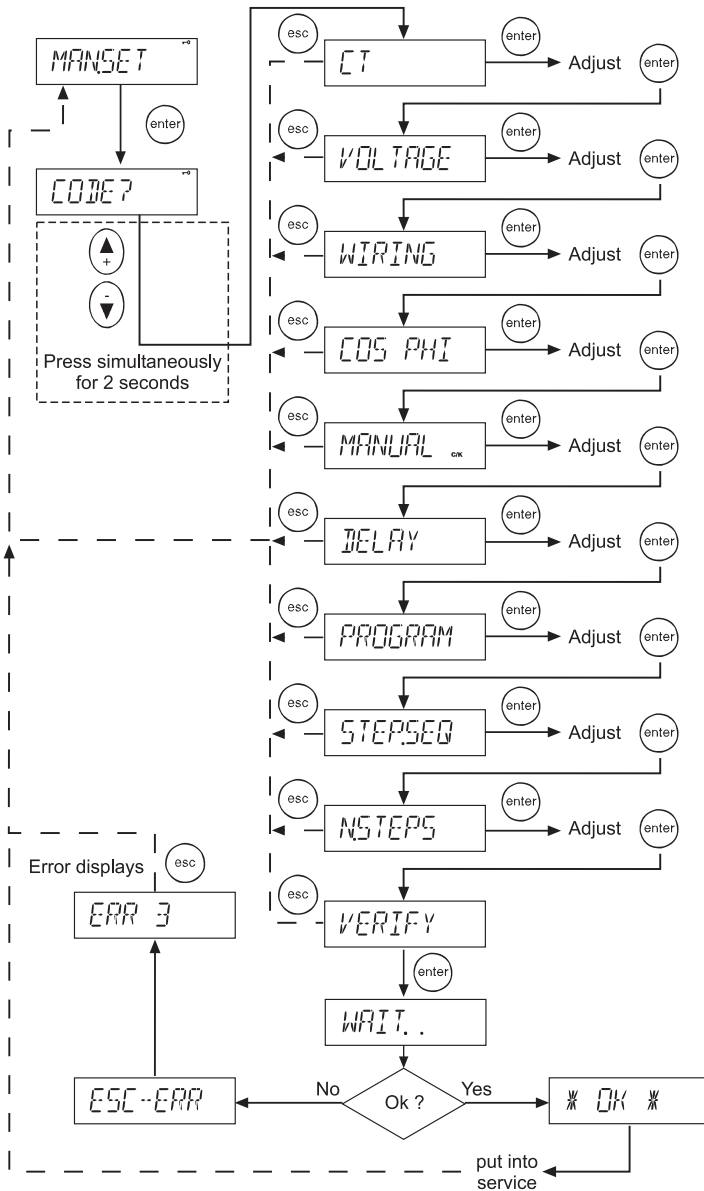 MAN.SET
enter
CODE?
+
-
Press simultaneously
for 2 seconds
esc
CT
enter
Adjust
enter
esc
VOLTAGE
enter
Adjust
enter
esc
WIRING
enter
Adjust
enter
esc
COS PHI
enter
Adjust
enter
esc
MANUAL C/K
enter
Adjust
enter
esc
DELAY
enter
Adjust
enter
esc
PROGRAM
enter
Adjust
enter
esc
STEP.SEQ
enter
Adjust
enter
esc
N.STEPS
enter
Adjust
enter
esc
VERIFY
enter
WAIT..
Ok ?
No
Yes
ESC-ERR
Error displays
esc
ERR 3
* OK *
put into
service